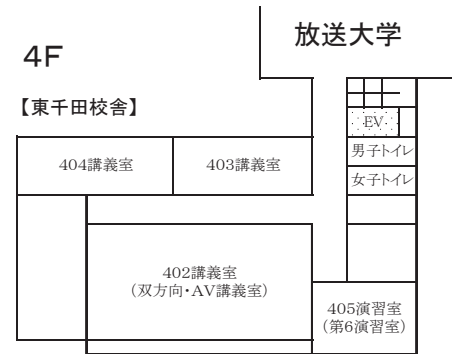 放送大学
4F
【東千田校舎】
EV
男子トイレ
404講義室
403講義室
女子トイレ
402講義室
(双方向・AV講義室)
405演習室
(第6演習室)